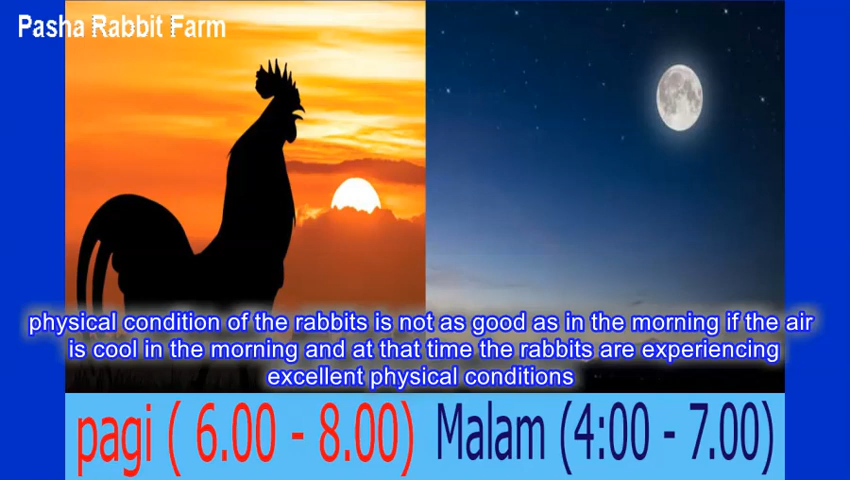 Pasha Rabbit Farm
physical condition of the rabbits is not as good as in the morning if the air
is cool in the morning and at that time the rabbits are experiencing
excellent physical conditions
pagi ( 6.00 - 8.00) Malam (4:00 - 7.00)